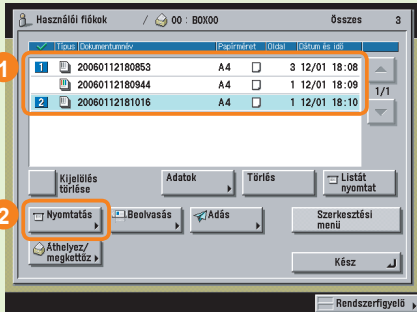 Használói fiókok / 00 : BOX00 Összes 3
Típus Dokumentumnév Papírméret Oldal Dátum és idő
1 1 20060112180853 A4 3 12/01 18:08
20060112180944 A4 1 12/01 18:09
2 20060112181016 A4 1 12/01 18:10
1/1
Kijelölés törlése Adatok Törlés Listát nyomtat
2 Nyomtatás Beolvasás Adás Szerkesztési menü
Áthelyez/ megkettőz Kész
Rendszerfigyelő